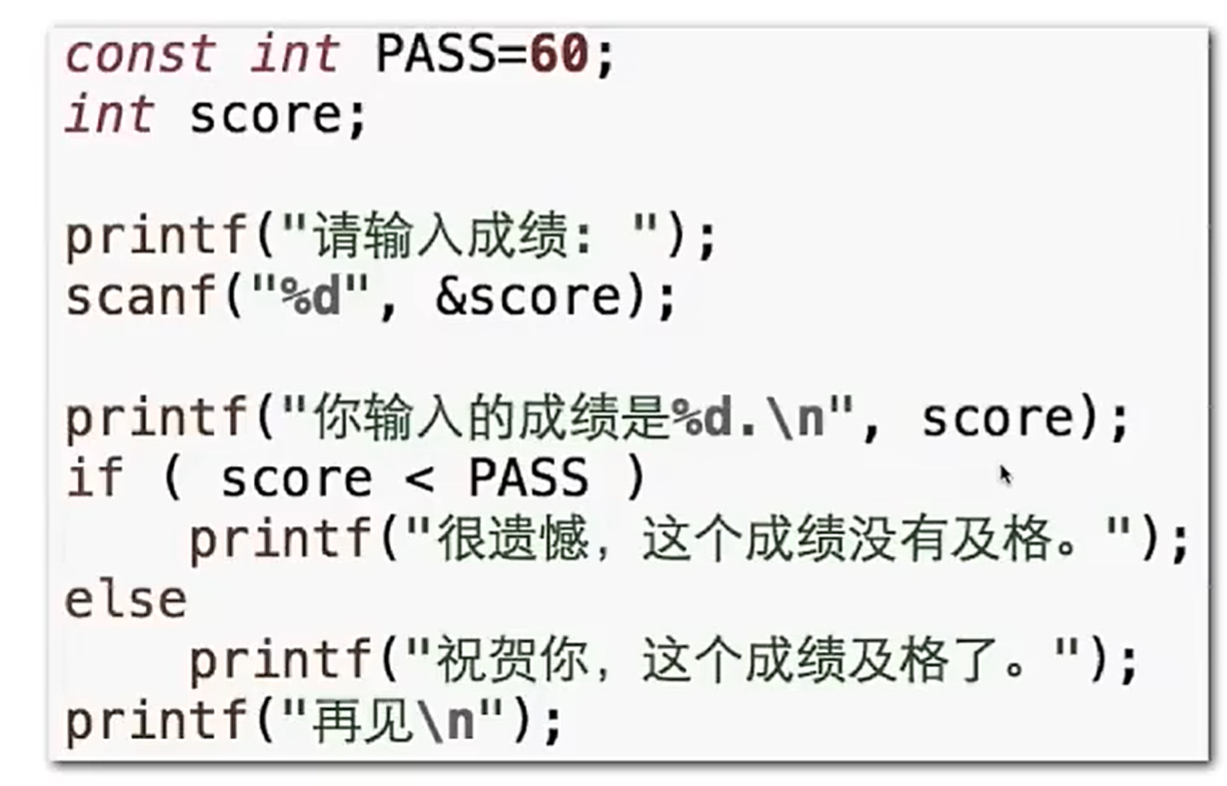 const int PASS=60;
int score;
printf("请输入成绩: ");
scanf("%d", &score);
printf("你输入的成绩是%d.\n", score);
if ( score < PASS )
printf("很遗憾，这个成绩没有及格。");
else
printf("祝贺你，这个成绩及格了。");
printf("再见\n");